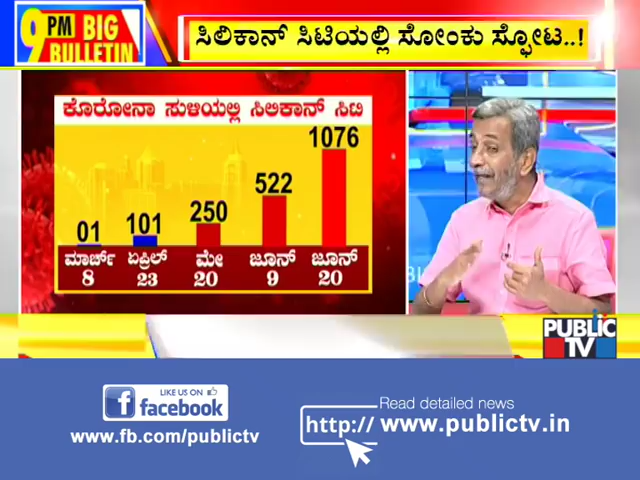 9 PM BIG
BULLETIN
ಸಿಲಿಕಾನ್ ಸಿಟಿಯಲ್ಲಿ ಸೋಂಕು ಸ್ಫೋಟ..!
ಕೊರೋನಾ ಸುಳಿಯಲ್ಲಿ ಸಿಲಿಕಾನ್ ಸಿಟಿ
01 101 250 522 1076
ಮಾರ್ಚ್ ಏಪ್ರಿಲ್ ಮೇ ಜೂನ್ ಜೂನ್
8 23 20 9 20
PUBLIC
TV
LIKE US ON
facebook
www.fb.com/publictv
Read detailed news
http:// www.publictv.in